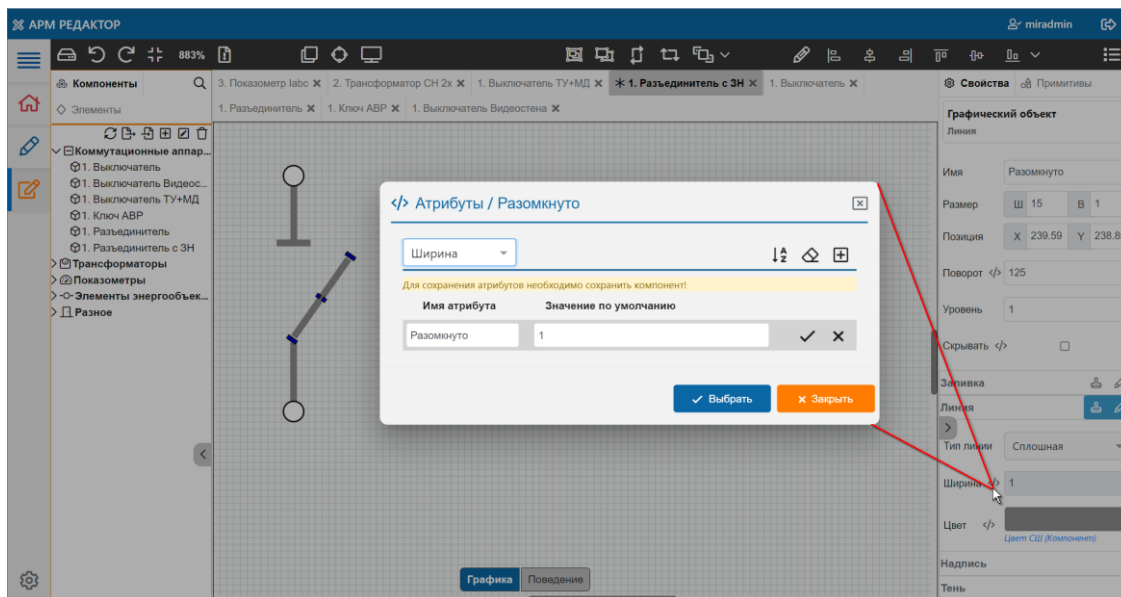 АРМ РЕДАКТОР
miradmin
883%
Компоненты
Элементы
3. Показометр Iabc
2. Трансформатор СН 2х
1. Выключатель ТУ+МД
1. Разъединитель с ЗН
1. Выключатель
1. Разъединитель
1. Ключ АВР
1. Выключатель Видеостена
Коммутационные аппар...
1. Выключатель
1. Выключатель Видеос...
1. Выключатель ТУ+МД
1. Ключ АВР
1. Разъединитель
1. Разъединитель с ЗН
Трансформаторы
Показометры
Элементы энергообъек...
Разное
</> Атрибуты / Разомкнуто
Ширина
Для сохранения атрибутов необходимо сохранить компонент!
Имя атрибута Значение по умолчанию
Разомкнуто 1
Выбрать
Закрыть
Графика
Поведение
Свойства
Примитивы
Графический объект
Линия
Имя Разомкнуто
Размер Ш 15 В 1
Позиция X 239.59 Y 238.8
Поворот </> 125
Уровень 1
Скрывать </>
Заливка
Линия
Тип линии Сплошная
Ширина </> 1
Цвет </>
Цвет СШ (Компонент)
Надпись
Тень